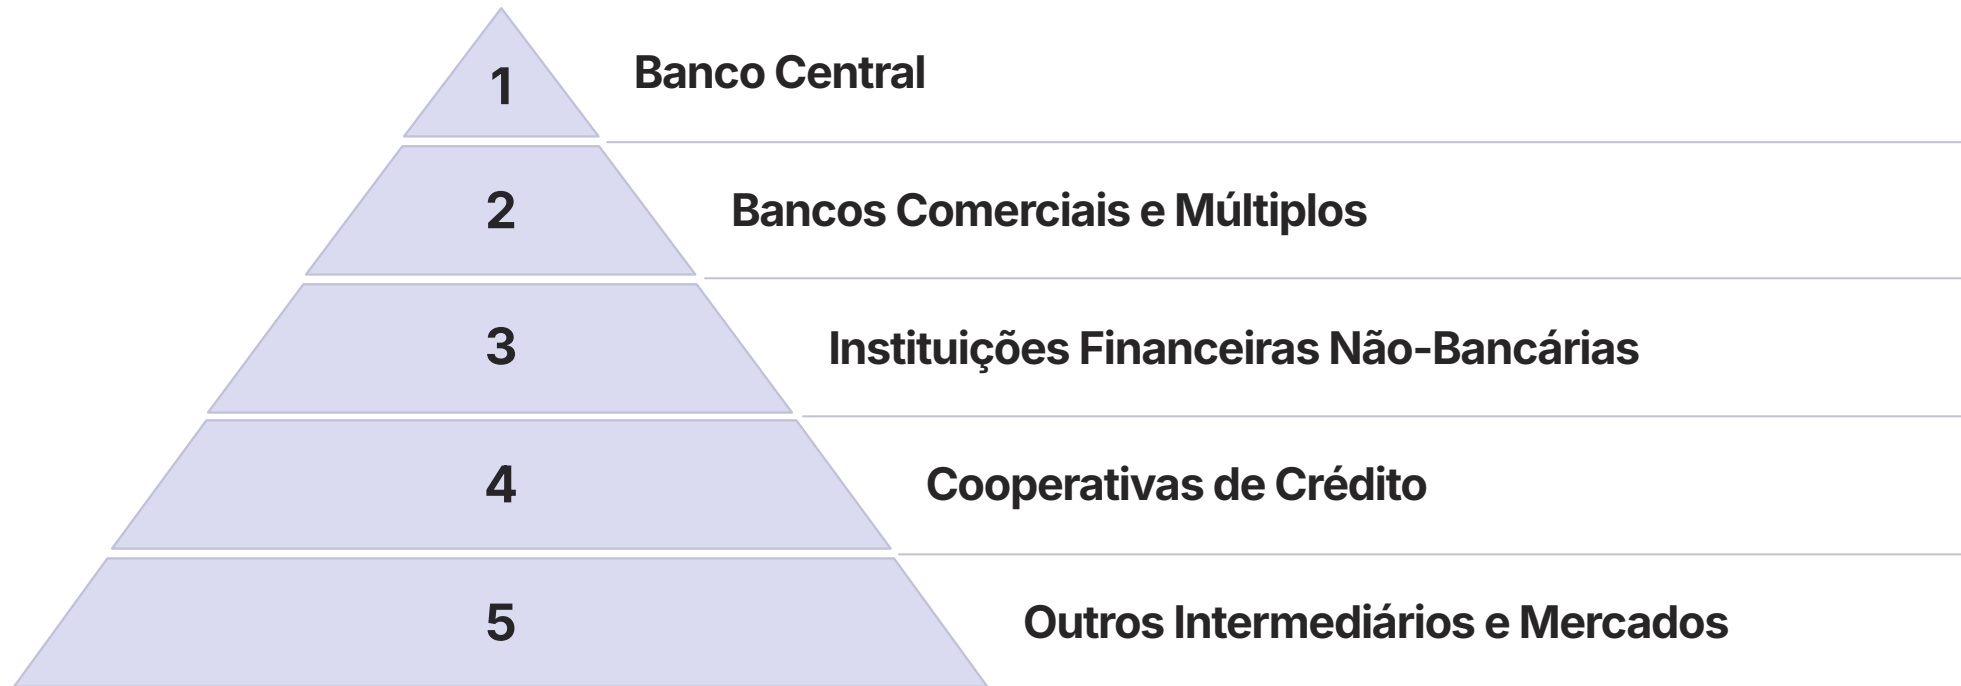 1
Banco Central
2
Bancos Comerciais e Múltiplos
3
Instituições Financeiras Não-Bancárias
4
Cooperativas de Crédito
5
Outros Intermediários e Mercados